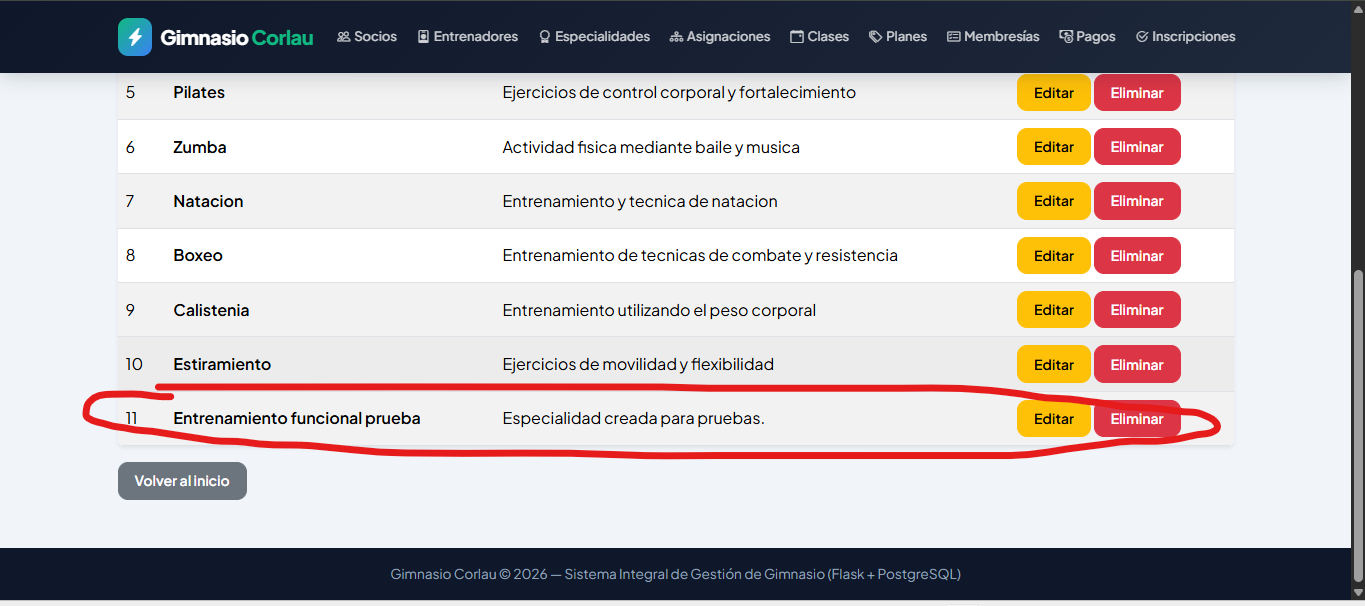 Gimnasio Corlau Socios Entrenadores Especialidades Asignaciones Clases Planes Membresías Pagos Inscripciones
5 Pilates Ejercicios de control corporal y fortalecimiento Editar Eliminar
6 Zumba Actividad fisica mediante baile y musica Editar Eliminar
7 Natacion Entrenamiento y tecnica de natacion Editar Eliminar
8 Boxeo Entrenamiento de tecnicas de combate y resistencia Editar Eliminar
9 Calistenia Entrenamiento utilizando el peso corporal Editar Eliminar
10 Estiramiento Ejercicios de movilidad y flexibilidad Editar Eliminar
11 Entrenamiento funcional prueba Especialidad creada para pruebas. Editar Eliminar
Volver al inicio
Gimnasio Corlau © 2026 — Sistema Integral de Gestión de Gimnasio (Flask + PostgreSQL)